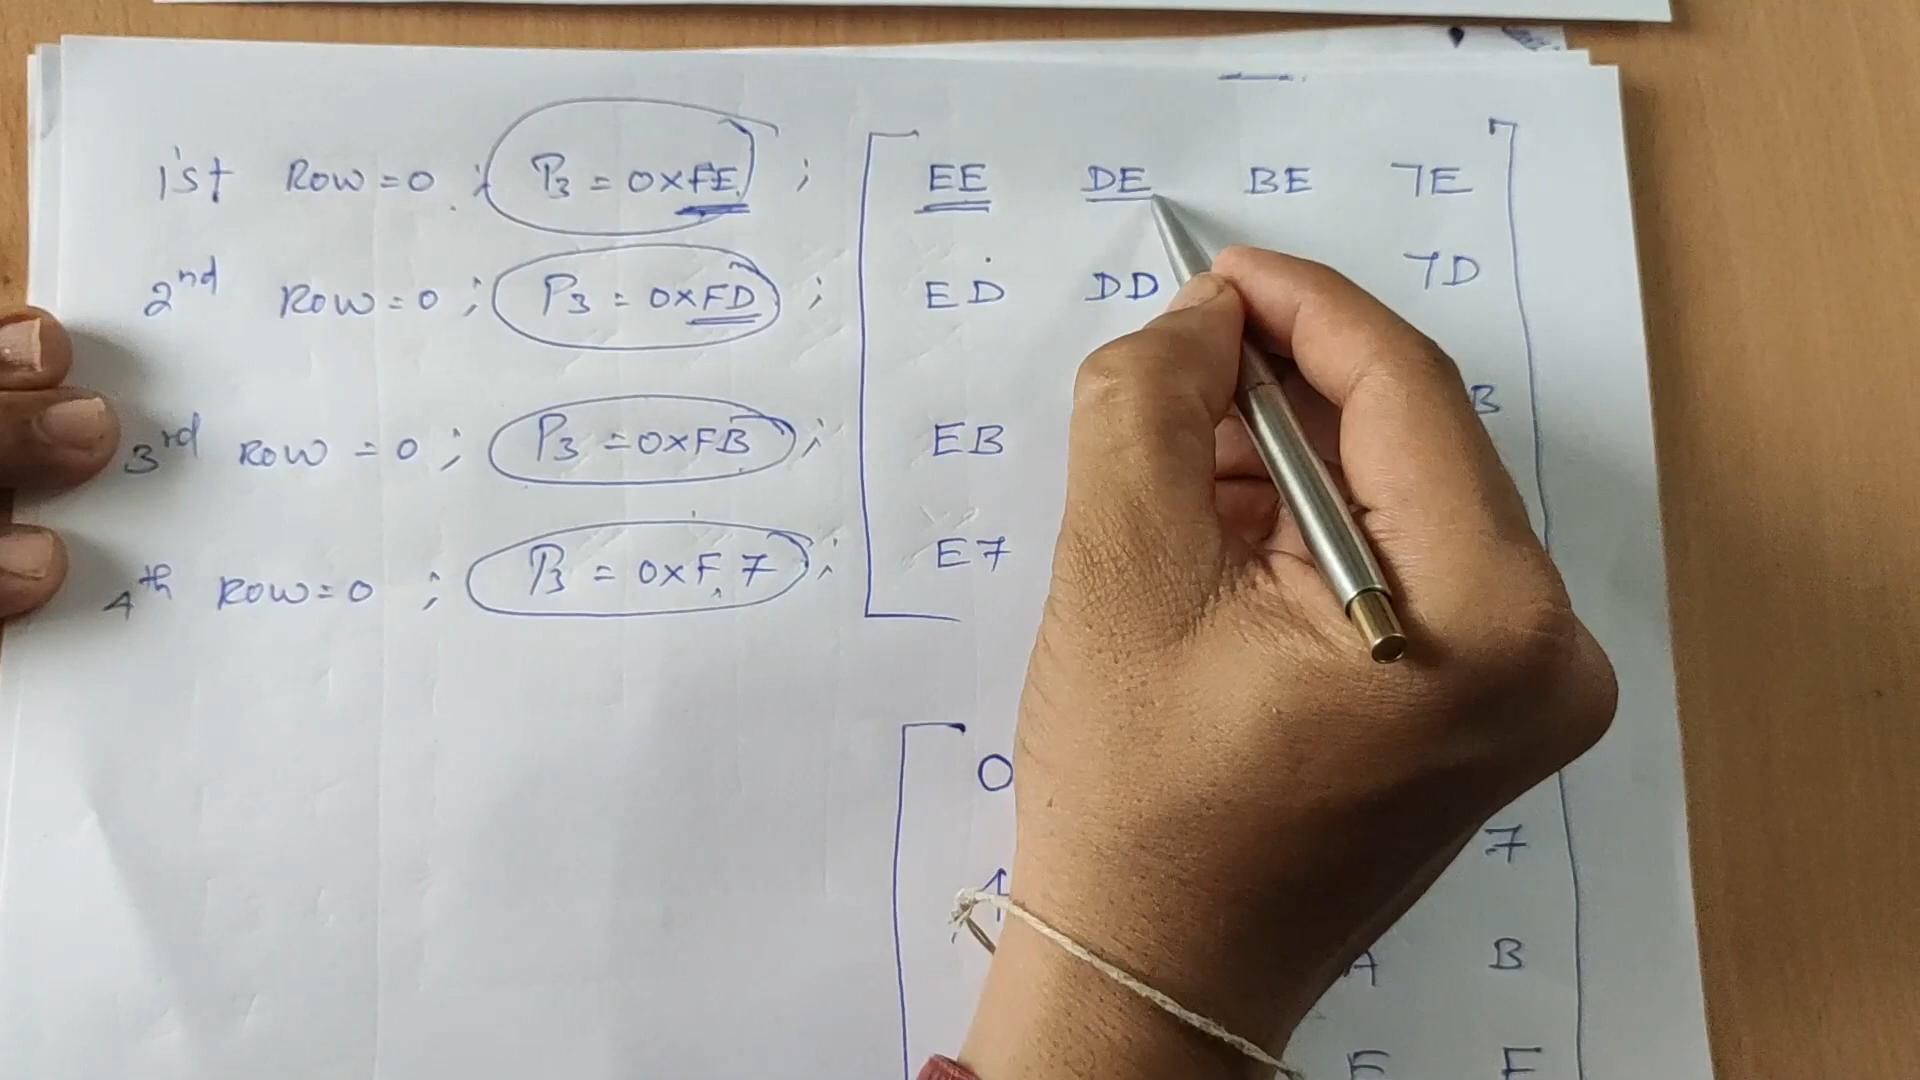 1st Row=0 ; P3 = 0xFE ; EE DE BE 7E
2nd Row=0 ; P3 = 0xFD ; ED DD 7D
3rd Row=0 ; P3=0xFB ; EB B
4th Row=0 ; P3 = 0xF7 ; E7
0
4 7
A B
E F